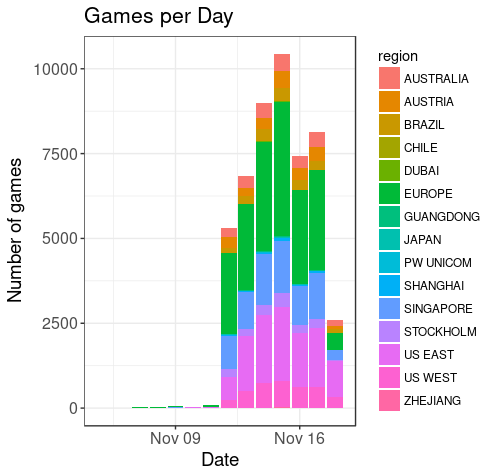 Games per Day
Number of games
10000
7500
5000
2500
0
Nov 09
Nov 16
Date
region
AUSTRALIA
AUSTRIA
BRAZIL
CHILE
DUBAI
EUROPE
GUANGDONG
JAPAN
PW UNICOM
SHANGHAI
SINGAPORE
STOCKHOLM
US EAST
US WEST
ZHEJIANG